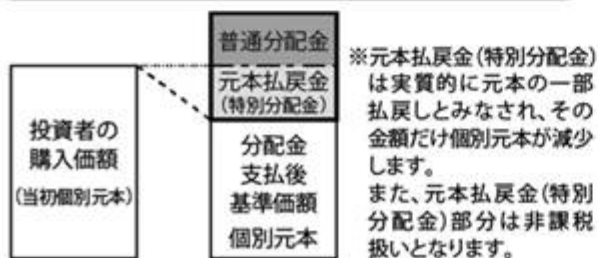 普通分配金
元本払戻金
(特別分配金)
投資者の
購入価額
(当初個別元本)
分配金
支払後
基準価額
個別元本
※元本払戻金(特別分配金)
は実質的に元本の一部
払戻しとみなされ、その
金額だけ個別元本が減少
します。
また、元本払戻金(特別
分配金)部分は非課税
扱いとなります。